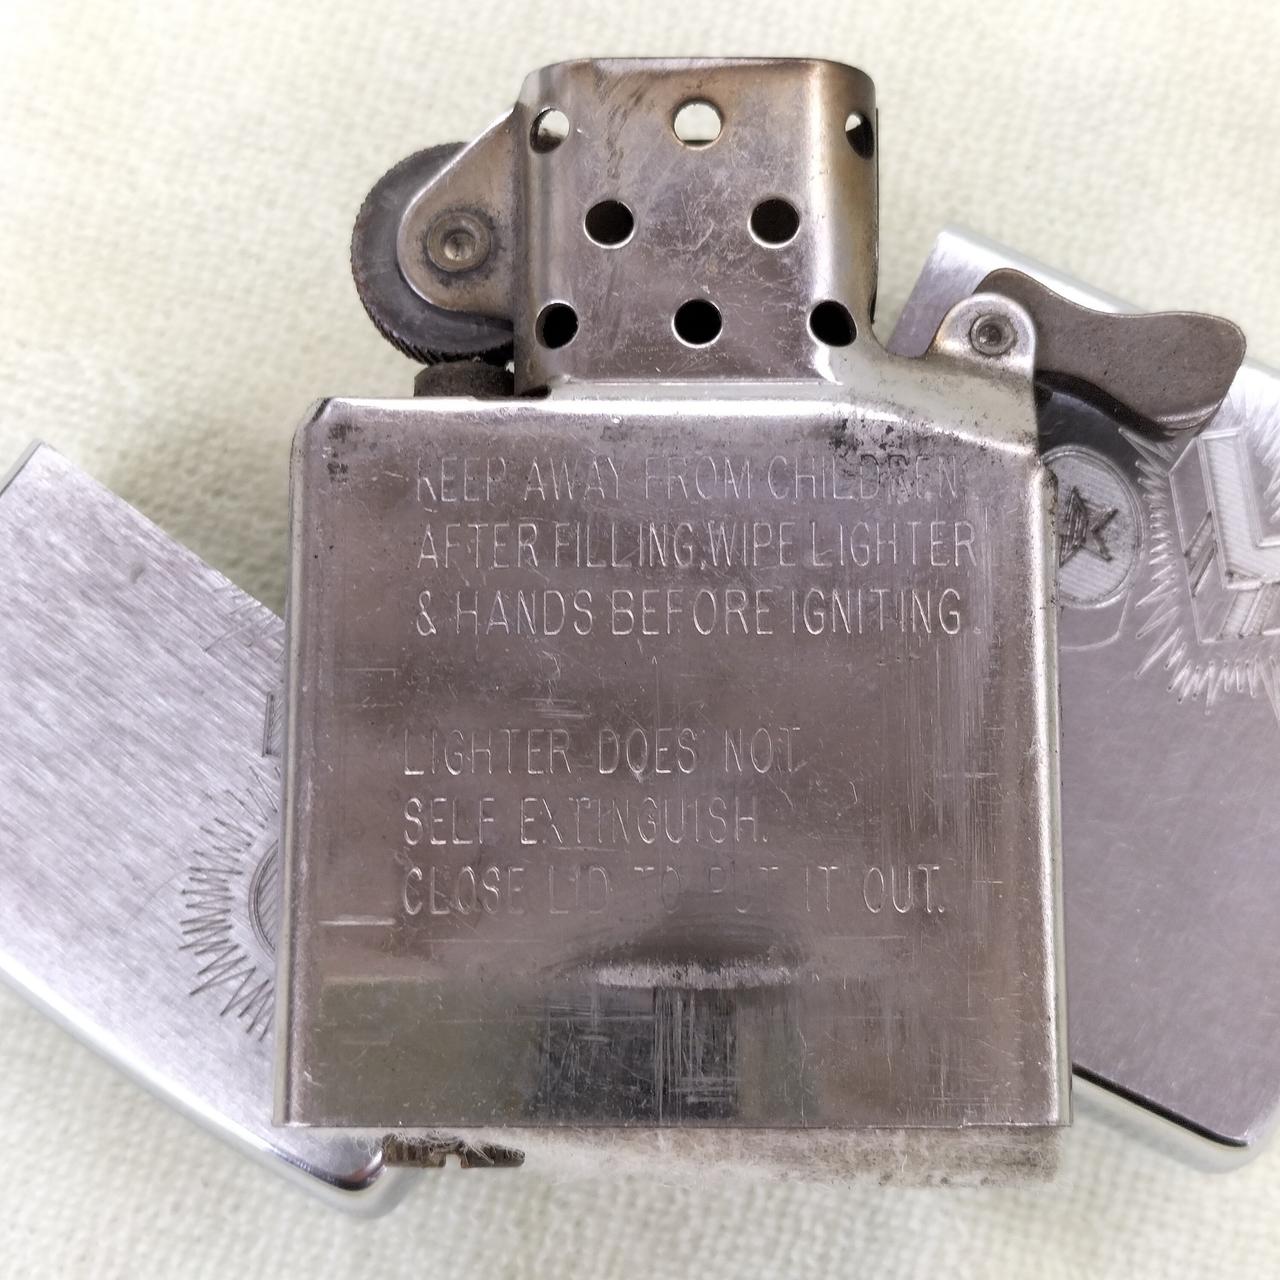 KEEP AWAY FROM CHILDREN
AFTER FILLING, WIPE LIGHTER
& HANDS BEFORE IGNITING
LIGHTER DOES NOT
SELF EXTINGUISH.
CLOSE LID TO PUT IT OUT.